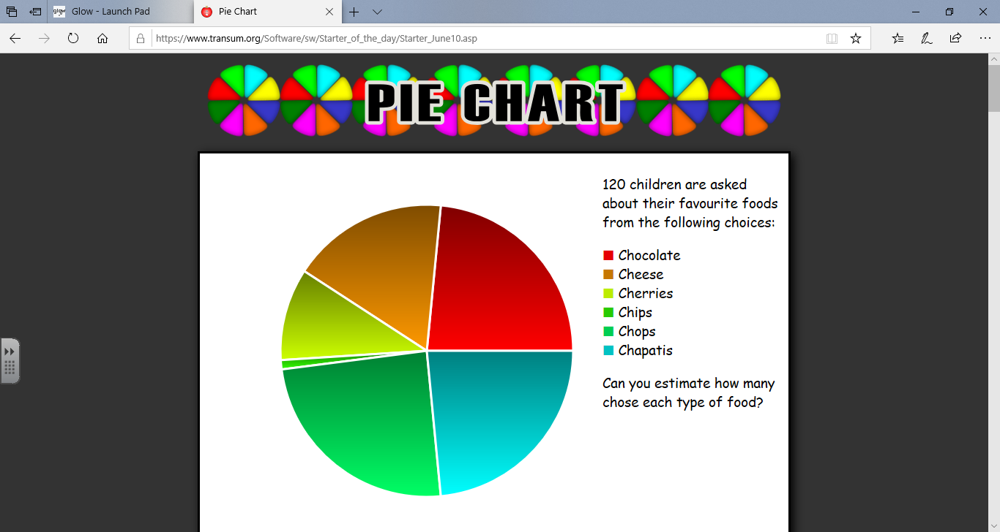 glow
Glow - Launch Pad
Pie Chart
https://www.transum.org/Software/sw/Starter_of_the_day/Starter_June10.asp
PIE CHART
120 children are asked
about their favourite foods
from the following choices:
Chocolate
Cheese
Cherries
Chips
Chops
Chapatis
Can you estimate how many
chose each type of food?